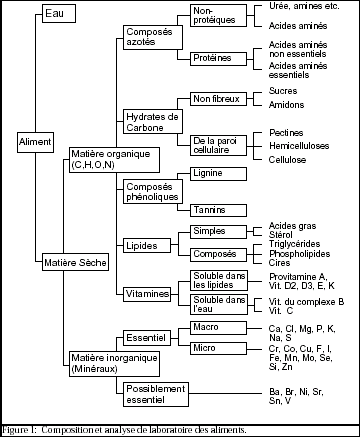 Aliment
Eau
Matière Sèche
Matière organique
(C,H,O,N)
Matière inorganique
(Minéraux)
Composés
azotés
Hydrates de
Carbone
Composés
phénoliques
Lipides
Vitamines
Essentiel
Possiblement
essentiel
Non-
protéiques
Protéines
Non fibreux
De la paroi
cellulaire
Lignine
Tannins
Simples
Composés
Soluble dans
les lipides
Soluble dans
l'eau
Macro
Micro
Urée, amines etc.
Acides aminés
Acides aminés
non essentiels
Acides aminés
essentiels
Sucres
Amidons
Pectines
Hemicelluloses
Cellulose
Acides gras
Stérol
Triglycérides
Phospholipides
Cires
Provitamine A,
Vit. D2, D3, E, K
Vit. du complexe B
Vit. C
Ca, Cl, Mg, P, K,
Na, S
Cr, Co, Cu, F, I,
Fe, Mn, Mo, Se,
Si, Zn
Ba, Br, Ni, Sr,
Sn, V
Figure 1: Composition et analyse de laboratoire des aliments.